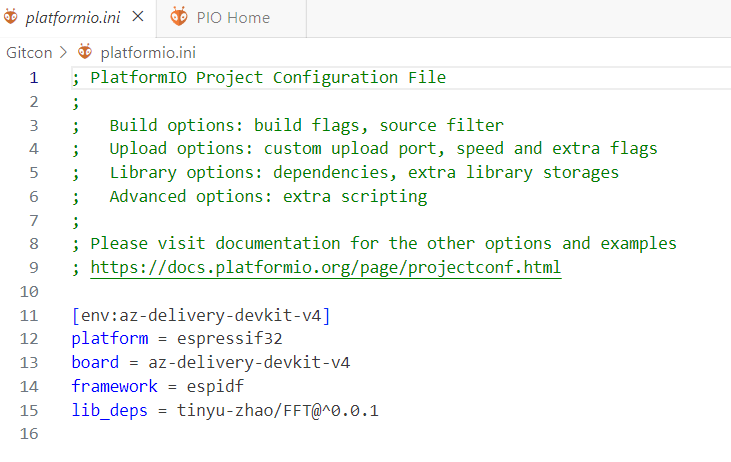 platformio.ini × PIO Home
Gitcon > platformio.ini
1 ; PlatformIO Project Configuration File
2 ;
3 ;   Build options: build flags, source filter
4 ;   Upload options: custom upload port, speed and extra flags
5 ;   Library options: dependencies, extra library storages
6 ;   Advanced options: extra scripting
7 ;
8 ; Please visit documentation for the other options and examples
9 ; https://docs.platformio.org/page/projectconf.html
10
11 [env:az-delivery-devkit-v4]
12 platform = espressif32
13 board = az-delivery-devkit-v4
14 framework = espidf
15 lib_deps = tinyu-zhao/FFT@^0.0.1
16